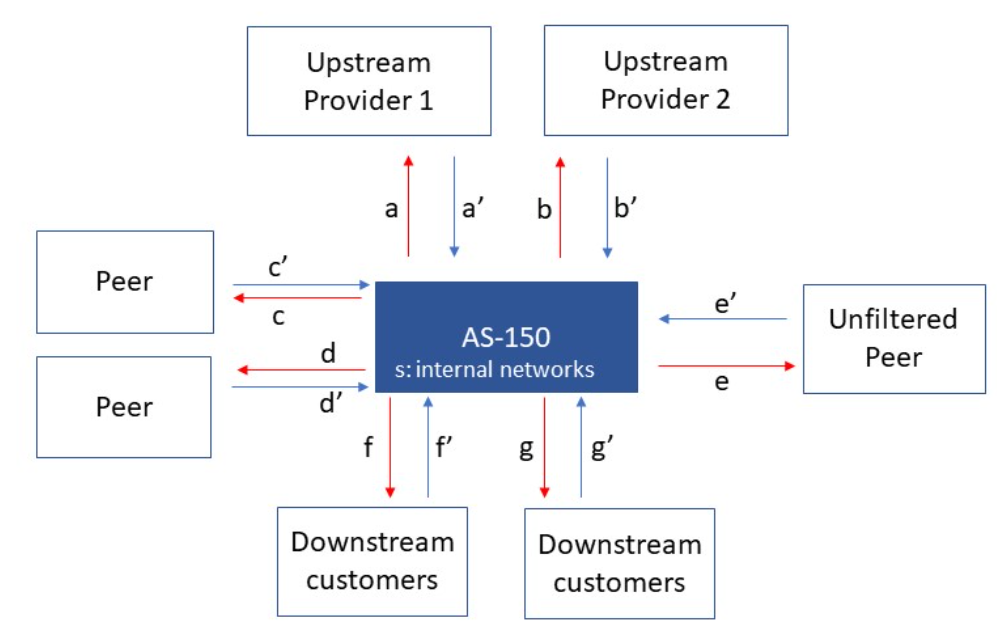 Upstream
Provider 1
Upstream
Provider 2
a
a’
b
b’
Peer
c’
c
AS-150
s: internal networks
e’
e
Unfiltered
Peer
Peer
d
d’
f
f’
g
g’
Downstream
customers
Downstream
customers